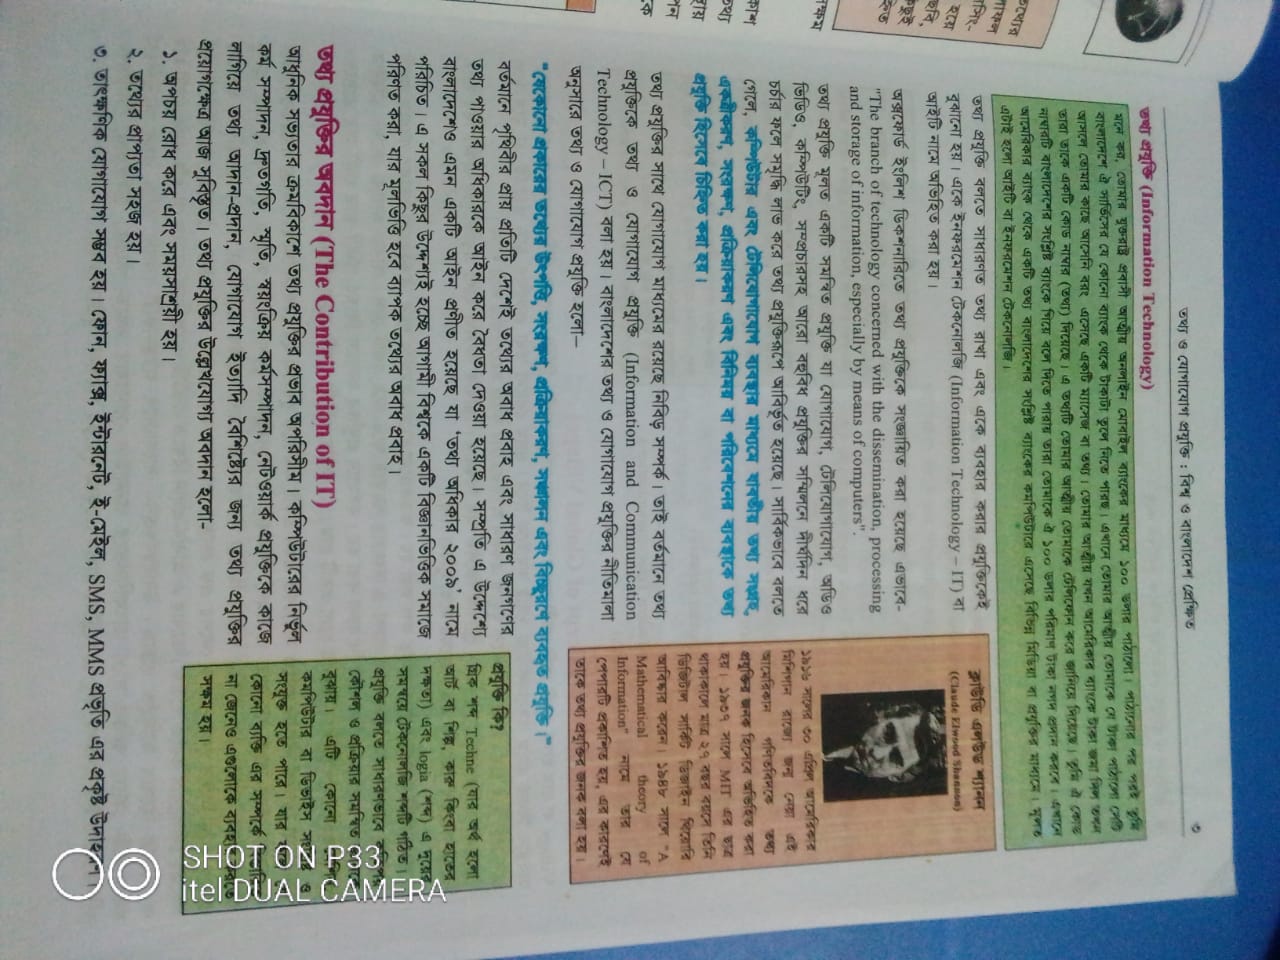 তথ্য ও যোগাযোগ প্রযুক্তি : বিশ্ব ও বাংলাদেশ প্রেক্ষিত
৩
তথ্য প্রযুক্তি (Information Technology)
মনে কর, তোমার যুক্তরাষ্ট্র প্রবাসী আত্মীয় অনলাইন মোবাইল ব্যাংকের মাধ্যমে ১০০ ডলার পাঠালো। পাঠানোর পর পরই তুমি
বাংলাদেশে ঐ সার্ভিসের যে কোনো ব্যাংক থেকে টাকাটা তুলে নিতে পারছ। এখানে তোমার আত্মীয় তোমাকে যে টাকা পাঠালো সেটি
আসলে তোমার কাছে আসেনি বরং এসেছে একটি ম্যাসেজ বা তথ্য। তোমার আত্মীয় যখন আমেরিকার ব্যাংকে টাকা জমা দিল তখন
তারা তাকে একটি কোড নাম্বার (তথ্য) দিয়েছে। এ তথ্যটি তোমার আত্মীয় তোমাকে টেলিফোন করে জানিয়ে দিয়েছে। তুমি ঐ কোড
নাম্বারটি বাংলাদেশের সংশ্লিষ্ট ব্যাংকে গিয়ে বলে দিতে পারায় তারা তোমাকে ঐ ১০০ ডলার পরিমাণ টাকা নগদ প্রদান করবে। এখানে
আমেরিকার ব্যাংক থেকে একটি তথ্য বাংলাদেশের সংশ্লিষ্ট ব্যাংকের কমপিউটারে এসেছে বিভিন্ন মিডিয়া বা প্রযুক্তির মাধ্যমে। মূলত
এটাই হলো আইটি বা ইনফরমেশন টেকনোলজি।
তথ্য প্রযুক্তি বলতে সাধারণত তথ্য রাখা এবং একে ব্যবহার করার প্রযুক্তিকেই
বুঝানো হয়। একে ইনফরমেশন টেকনোলজি (Information Technology – IT) বা
আইটি নামে অভিহিত করা হয়।
অক্সফোর্ড ইংলিশ ডিকশনারিতে তথ্য প্রযুক্তিকে সংজ্ঞায়িত করা হয়েছে এভাবে-
"The branch of technology concerned with the dissemination, processing
and storage of information, especially by means of computers".
তথ্য প্রযুক্তি মূলত একটি সমন্বিত প্রযুক্তি যা যোগাযোগ, টেলিযোগাযোগ, অডিও
ভিডিও, কম্পিউটিং, সম্প্রচারসহ আরো বহুবিধ প্রযুক্তির সম্মিলনে দীর্ঘদিন ধরে
চর্চার ফলে সমৃদ্ধি লাভ করে তথ্য প্রযুক্তিরূপে আবির্ভূত হয়েছে। সার্বিকভাবে বলতে
গেলে, কম্পিউটার এবং টেলিযোগাযোগ ব্যবস্থার মাধ্যমে যাবতীয় তথ্য সংগ্রহ,
একত্রীকরণ, সংরক্ষণ, প্রক্রিয়াকরণ এবং বিনিময় বা পরিবেশনের ব্যবস্থাকে তথ্য
প্রযুক্তি হিসেবে চিহ্নিত করা হয়।
তথ্য প্রযুক্তির সাথে যোগাযোগ মাধ্যমের রয়েছে নিবিড় সম্পর্ক। তাই বর্তমানে তথ্য
প্রযুক্তিকে তথ্য ও যোগাযোগ প্রযুক্তি (Information and Communication
Technology – ICT) বলা হয়। বাংলাদেশের তথ্য ও যোগাযোগ প্রযুক্তির নীতিমালা
অনুসারে তথ্য ও যোগাযোগ প্রযুক্তি হলো–
"যেকোনো প্রকারের তথ্যের উৎপত্তি, সংরক্ষণ, প্রক্রিয়াকরণ, সঞ্চালন এবং বিচ্ছুরণে ব্যবহৃত প্রযুক্তি।"
বর্তমানে পৃথিবীর প্রায় প্রতিটি দেশেই তথ্যের অবাধ প্রবাহ এবং সাধারণ জনগণের
তথ্য পাওয়ার অধিকারকে আইন করে বৈধতা দেওয়া হয়েছে। সম্প্রতি এ উদ্দেশ্যে
বাংলাদেশেও এমন একটি আইন প্রণীত হয়েছে যা ‘তথ্য অধিকার ২০০৯’ নামে
পরিচিত। এ সকল কিছুর উদ্দেশ্যই হচ্ছে আগামী বিশ্বকে একটি বিজ্ঞানভিত্তিক সমাজে
পরিণত করা, যার মূলভিত্তি হবে ব্যাপক তথ্যের অবাধ প্রবাহ।
ক্লাউডি এলউড শ্যানন
(Claude Elwood Shannon)
১৯১৬ সালের ৩০ এপ্রিল আমেরিকার
মিশিগান রাজ্যে জন্ম নেয়া এই
আমেরিকান গণিতবিদকে তথ্য
প্রযুক্তির জনক হিসেবে অভিহিত করা
হয়। ১৯৩৭ সালে MIT এর ছাত্র
থাকাকালে মাত্র ২১ বছর বয়সে তিনি
ডিজিটাল সার্কিট ডিজাইন থিয়োরি
আবিষ্কার করেন। ১৯৪৮ সালে "A
Mathematical theory of
Information" নামে তার যে
পেপারটি প্রকাশিত হয়, এর কারণেই
তাকে তথ্য প্রযুক্তির জনক বলা হয়।
প্রযুক্তি কি?
গ্রিক শব্দ Techne (যার অর্থ হলো
আর্ট বা শিল্প, কারু কিংবা হাতের
দক্ষতা) এবং logia (শব্দ) এ দুয়ের
সমন্বয়ে টেকনোলজি শব্দটি গঠিত।
প্রযুক্তি বলতে সাধারণভাবে
কৌশল ও প্রক্রিয়ার সমন্বিত
বুঝায়। এটি কোনো
কমপিউটার বা ডিভাইস ও
সংযুক্ত হতে পারে। যার
কোনো ব্যক্তি এর সম্পর্কে
না জেনেও এগুলোকে ব্যবহার করতে
সক্ষম হয়।
তথ্য প্রযুক্তির অবদান (The Contribution of IT)
আধুনিক সভ্যতার ক্রমবিকাশে তথ্য প্রযুক্তির প্রভাব অপরিসীম। কম্পিউটারের নির্ভুল
কর্ম সম্পাদন, দ্রুতগতি, স্মৃতি, স্বয়ংক্রিয় কর্মসম্পাদন, নেটওয়ার্ক প্রযুক্তিকে কাজে
লাগিয়ে তথ্য আদান-প্রদান, যোগাযোগ ইত্যাদি বৈশিষ্ট্যের জন্য তথ্য প্রযুক্তির
প্রয়োগক্ষেত্র আজ সুবিস্তৃত। তথ্য প্রযুক্তির উল্লেখযোগ্য অবদান হলো-
১. অপচয় রোধ করে এবং সময়সাশ্রয়ী হয়।
২. তথ্যের প্রাপ্যতা সহজ হয়।
৩. তাৎক্ষণিক যোগাযোগ সম্ভব হয়। ফোন, ফ্যাক্স, ইন্টারনেট, ই-মেইল, SMS, MMS প্রভৃতি এর প্রকৃষ্ট উদাহরণ।
SHOT ON P33
itel DUAL CAMERA